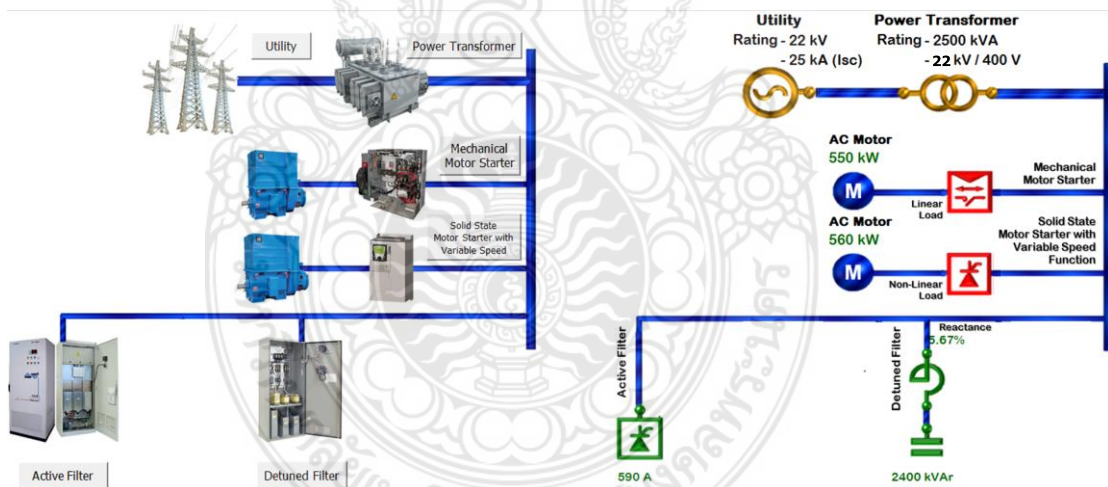 Utility
Power Transformer
Mechanical
Motor Starter
Solid State
Motor Starter with
Variable Speed
Active Filter
Detuned Filter
Utility
Rating - 22 kV
- 25 kA (Isc)
Power Transformer
Rating - 2500 kVA
- 22 kV / 400 V
AC Motor
550 kW
M
Linear
Load
Mechanical
Motor Starter
AC Motor
560 kW
M
Non-Linear
Load
Solid State
Motor Starter with
Variable Speed
Function
Active Filter
590 A
Detuned Filter
Reactance
5.67%
2400 kVAr